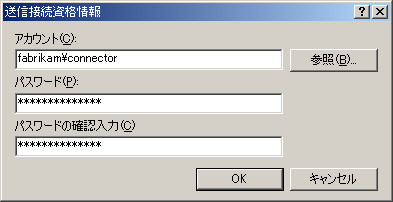 送信接続資格情報
アカウント(C):
fabrikam¥connector
参照(B)...
パスワード(P):
**************
パスワードの確認入力(C)
**************
OK
キャンセル